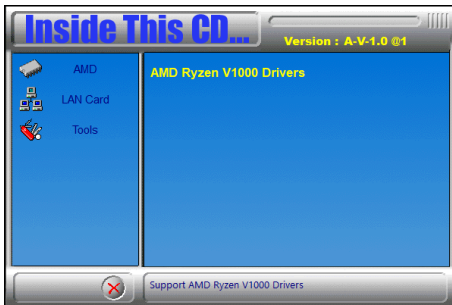 Inside This CD...
Version : A-V-1.0 @1
AMD
LAN Card
Tools
AMD Ryzen V1000 Drivers
Support AMD Ryzen V1000 Drivers